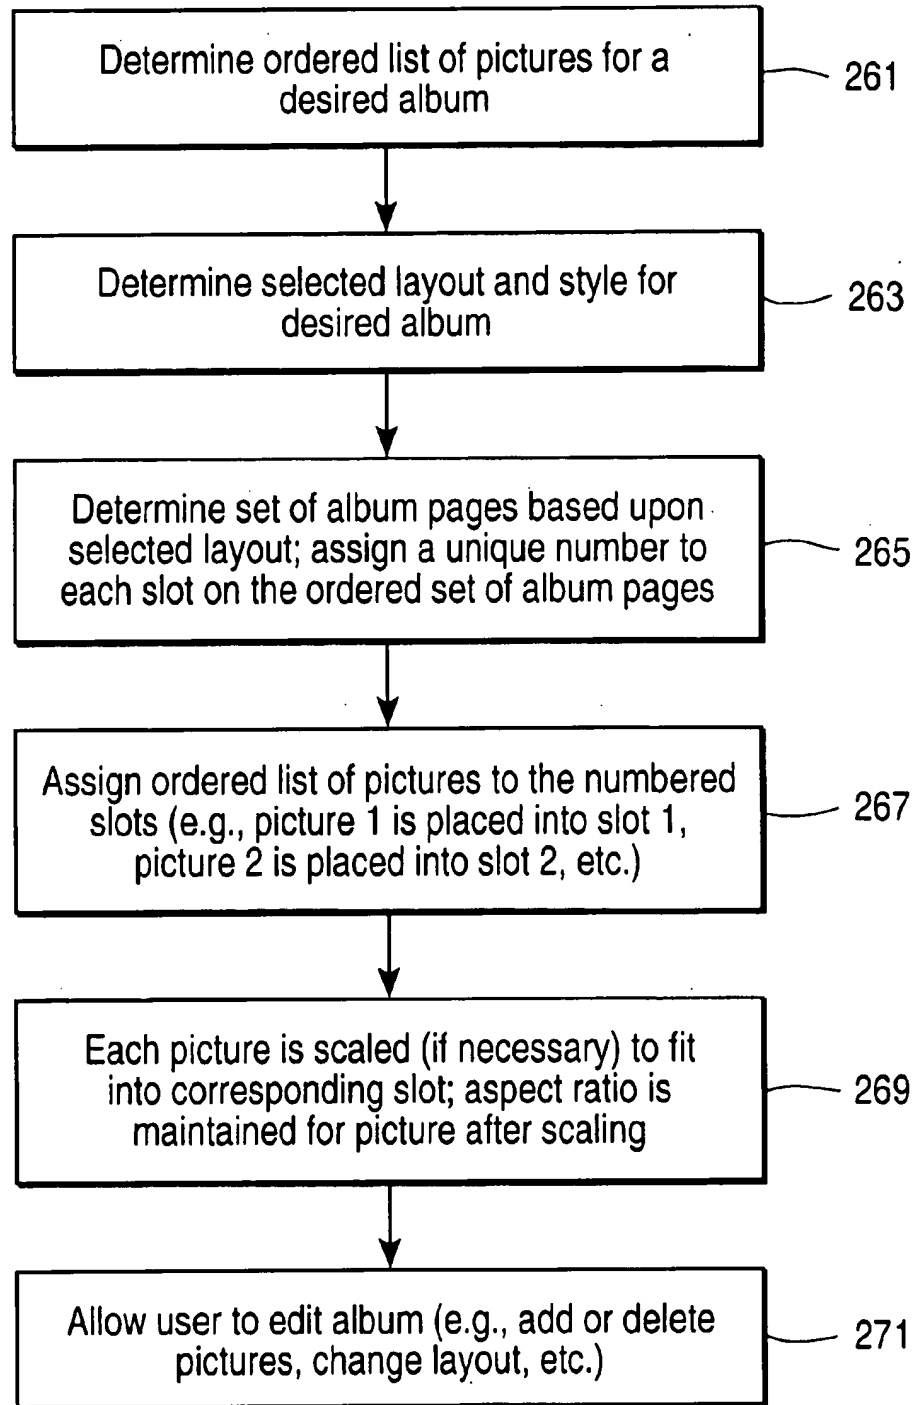 Determine ordered list of pictures for a
desired album
261
Determine selected layout and style for
desired album
263
Determine set of album pages based upon
selected layout; assign a unique number to
each slot on the ordered set of album pages
265
Assign ordered list of pictures to the numbered
slots (e.g., picture 1 is placed into slot 1,
picture 2 is placed into slot 2, etc.)
267
Each picture is scaled (if necessary) to fit
into corresponding slot; aspect ratio is
maintained for picture after scaling
269
Allow user to edit album (e.g., add or delete
pictures, change layout, etc.)
271